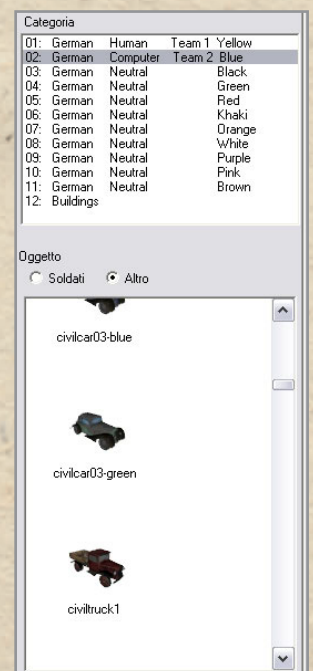 Categoria
01: German Human Team 1 Yellow
02: German Computer Team 2 Blue
03: German Neutral Black
04: German Neutral Green
05: German Neutral Red
06: German Neutral Khaki
07: German Neutral Orange
08: German Neutral White
09: German Neutral Purple
10: German Neutral Pink
11: German Neutral Brown
12: Buildings
Oggetto
Soldati Altro
civilcar03-blue
civilcar03-green
civiltruck1